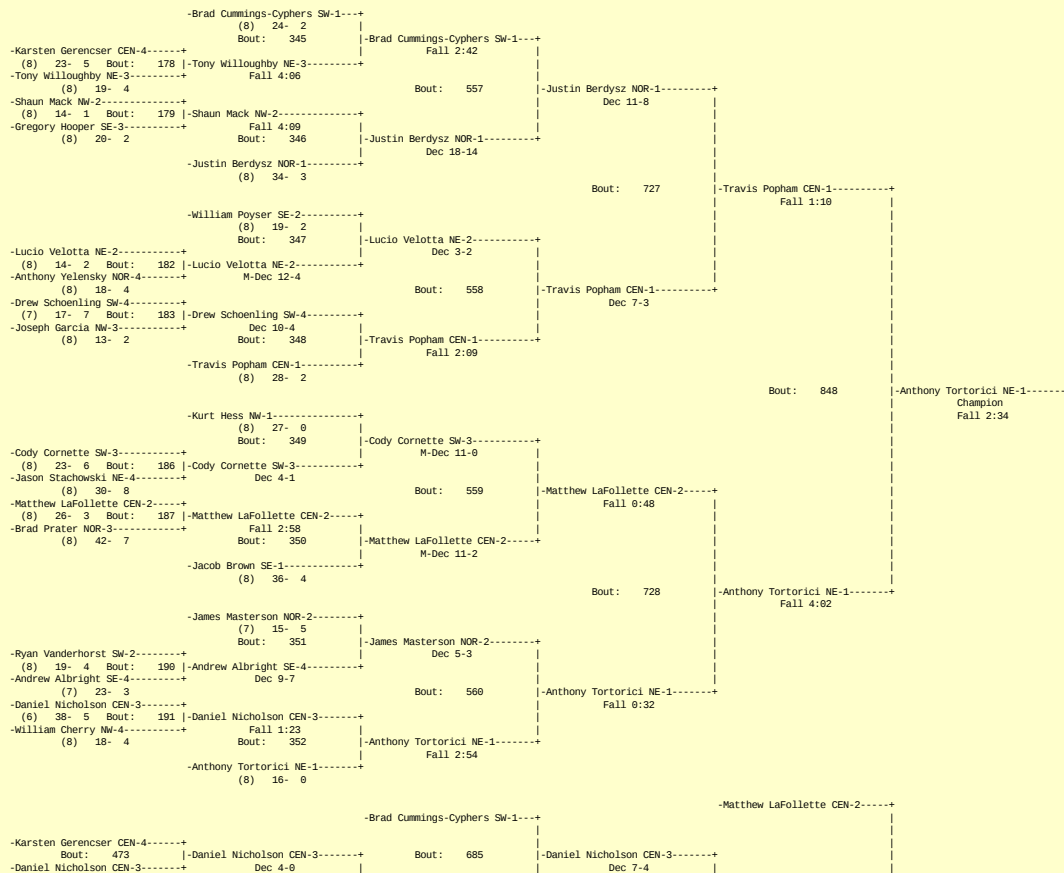 -Brad Cummings-Cyphers SW-1---+
(8) 24- 2 |
Bout: 345 |-Brad Cummings-Cyphers SW-1---+
-Karsten Gerencser CEN-4------+ | Fall 2:42 |
(8) 23- 5 Bout: 178 |-Tony Willoughby NE-3---------+ |
-Tony Willoughby NE-3---------+ Fall 4:06 |
(8) 19- 4 Bout: 557 |-Justin Berdysz NOR-1---------+
-Shaun Mack NW-2--------------+ | Dec 11-8 |
(8) 14- 1 Bout: 179 |-Shaun Mack NW-2--------------+ | |
-Gregory Hooper SE-3----------+ Fall 4:09 | | |
(8) 20- 2 Bout: 346 |-Justin Berdysz NOR-1---------+ |
| Dec 18-14 |
-Justin Berdysz NOR-1---------+ |
(8) 34- 3 |
Bout: 727 |-Travis Popham CEN-1----------+
| Fall 1:10 |
-William Poyser SE-2----------+ | |
(8) 19- 2 | | |
Bout: 347 |-Lucio Velotta NE-2-----------+ | |
-Lucio Velotta NE-2-----------+ | Dec 3-2 | | |
(8) 14- 2 Bout: 182 |-Lucio Velotta NE-2-----------+ | | |
-Anthony Yelensky NOR-4-------+ M-Dec 12-4 | | |
(8) 18- 4 Bout: 558 |-Travis Popham CEN-1----------+ |
-Drew Schoenling SW-4---------+ | Dec 7-3 |
(7) 17- 7 Bout: 183 |-Drew Schoenling SW-4---------+ | |
-Joseph Garcia NW-3-----------+ Dec 10-4 | | |
(8) 13- 2 Bout: 348 |-Travis Popham CEN-1----------+ |
| Fall 2:09 |
-Travis Popham CEN-1----------+ |
(8) 28- 2 |
Bout: 848 |-Anthony Tortorici NE-1------
| Champion
-Kurt Hess NW-1---------------+ | Fall 2:34
(8) 27- 0 | |
Bout: 349 |-Cody Cornette SW-3-----------+ |
-Cody Cornette SW-3-----------+ | M-Dec 11-0 | |
(8) 23- 6 Bout: 186 |-Cody Cornette SW-3-----------+ | |
-Jason Stachowski NE-4--------+ Dec 4-1 | |
(8) 30- 8 Bout: 559 |-Matthew LaFollette CEN-2-----+ |
-Matthew LaFollette CEN-2-----+ | Fall 0:48 | |
(8) 26- 3 Bout: 187 |-Matthew LaFollette CEN-2-----+ | | |
-Brad Prater NOR-3------------+ Fall 2:58 | | | |
(8) 42- 7 Bout: 350 |-Matthew LaFollette CEN-2-----+ | |
| M-Dec 11-2 | |
-Jacob Brown SE-1-------------+ | |
(8) 36- 4 | |
Bout: 728 |-Anthony Tortorici NE-1-------+
| Fall 4:02
-James Masterson NOR-2--------+ |
(7) 15- 5 | |
Bout: 351 |-James Masterson NOR-2--------+ |
-Ryan Vanderhorst SW-2--------+ | Dec 5-3 | |
(8) 19- 4 Bout: 190 |-Andrew Albright SE-4---------+ | |
-Andrew Albright SE-4---------+ Dec 9-7 | |
(7) 23- 3 Bout: 560 |-Anthony Tortorici NE-1-------+
-Daniel Nicholson CEN-3-------+ | Fall 0:32
(6) 38- 5 Bout: 191 |-Daniel Nicholson CEN-3-------+ |
-William Cherry NW-4----------+ Fall 1:23 | |
(8) 18- 4 Bout: 352 |-Anthony Tortorici NE-1-------+
| Fall 2:54
-Anthony Tortorici NE-1-------+
(8) 16- 0
-Matthew LaFollette CEN-2-----+
-Brad Cummings-Cyphers SW-1---+ |
-Karsten Gerencser CEN-4------+ | |
Bout: 473 |-Daniel Nicholson CEN-3-------+ Bout: 685 |-Daniel Nicholson CEN-3-------+ |
-Daniel Nicholson CEN-3-------+ Dec 4-0 | | Dec 7-4 | |